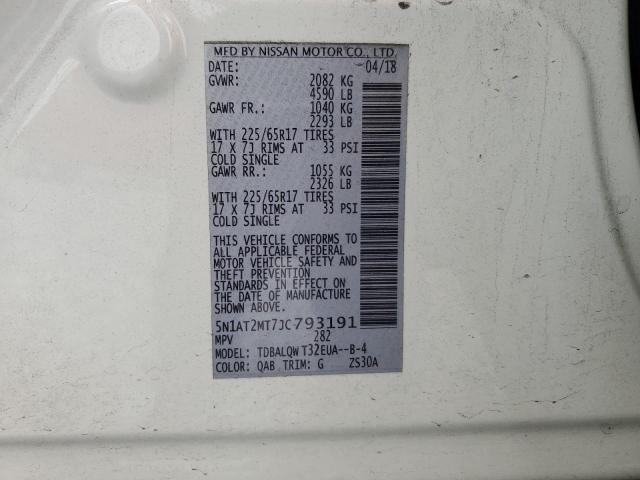 MFD BY NISSAN MOTOR CO., LTD.
DATE: 04/18
GVWR: 2082 KG
4590 LB
GAWR FR.: 1040 KG
2293 LB
WITH 225/65R17 TIRES
17 X 7J RIMS AT 33 PSI
COLD SINGLE
GAWR RR.: 1055 KG
2326 LB
WITH 225/65R17 TIRES
17 X 7J RIMS AT 33 PSI
COLD SINGLE
THIS VEHICLE CONFORMS TO
ALL APPLICABLE FEDERAL
MOTOR VEHICLE SAFETY AND
THEFT PREVENTION
STANDARDS IN EFFECT ON
THE DATE OF MANUFACTURE
SHOWN ABOVE.
5N1AT2MT7JC793191
MPV 282
MODEL: TDBALQWT32EUA--B-4
COLOR: QAB TRIM: G ZS30A